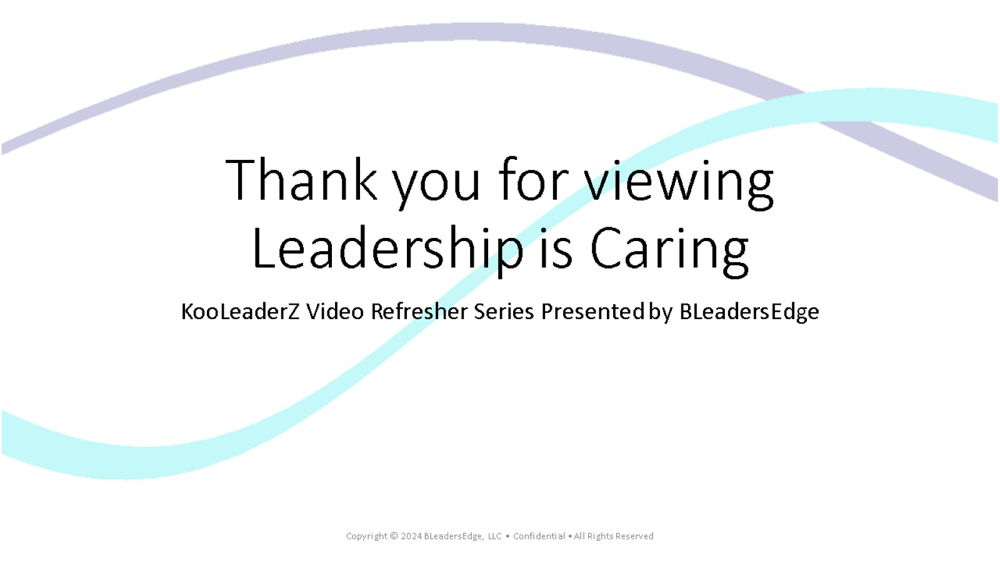 Thank you for viewing
Leadership is Caring
KooLeaderZ Video Refresher Series Presented by BLeadersEdge
Copyright © 2024 BLeadersEdge, LLC • Confidential • All Rights Reserved